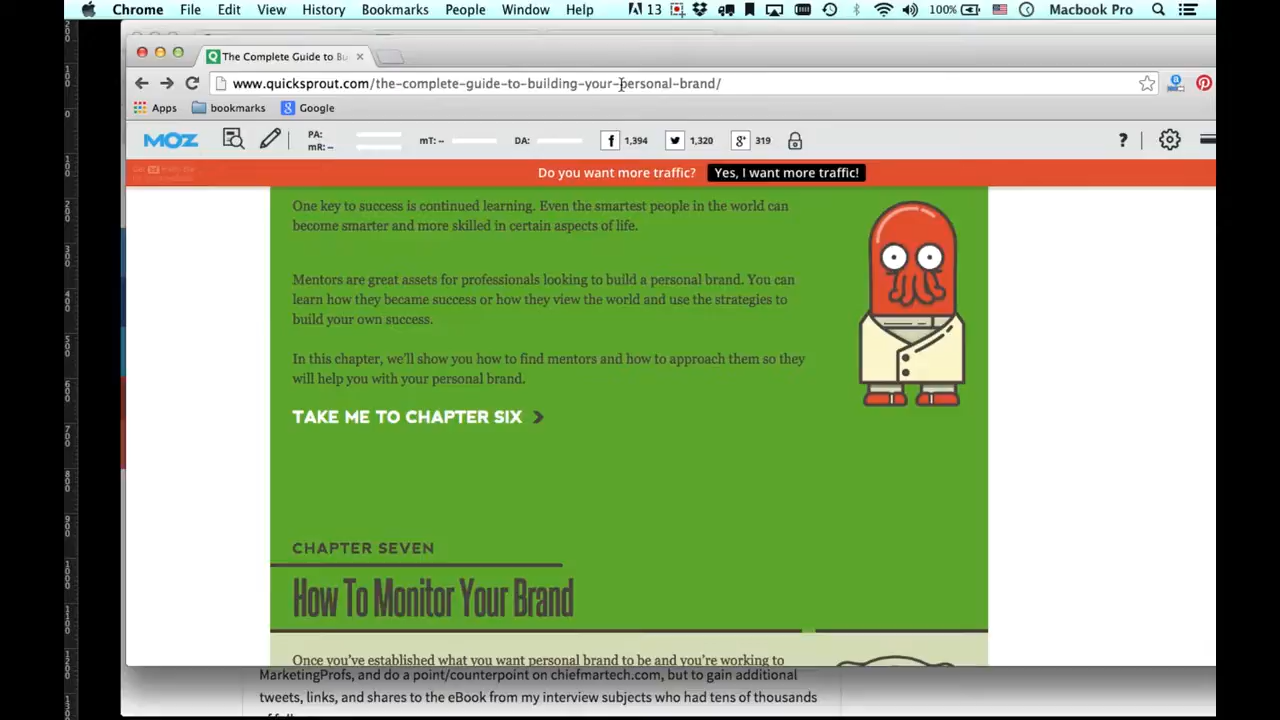 Chrome File Edit View History Bookmarks People Window Help 13 100% Macbook Pro
The Complete Guide to Bu
www.quicksprout.com/the-complete-guide-to-building-your-personal-brand/
Apps bookmarks Google
MOZ PA: mR: -- mT: -- DA: 1,394 1,320 319 ?
Do you want more traffic? Yes, I want more traffic!
One key to success is continued learning. Even the smartest people in the world can
become smarter and more skilled in certain aspects of life.
Mentors are great assets for professionals looking to build a personal brand. You can
learn how they became success or how they view the world and use the strategies to
build your own success.
In this chapter, we'll show you how to find mentors and how to approach them so they
will help you with your personal brand.
TAKE ME TO CHAPTER SIX >
CHAPTER SEVEN
How To Monitor Your Brand
Once you've established what you want personal brand to be and you're working to
MarketingProfs, and do a point/counterpoint on chiefmartech.com, but to gain additional
tweets, links, and shares to the eBook from my interview subjects who had tens of thousands